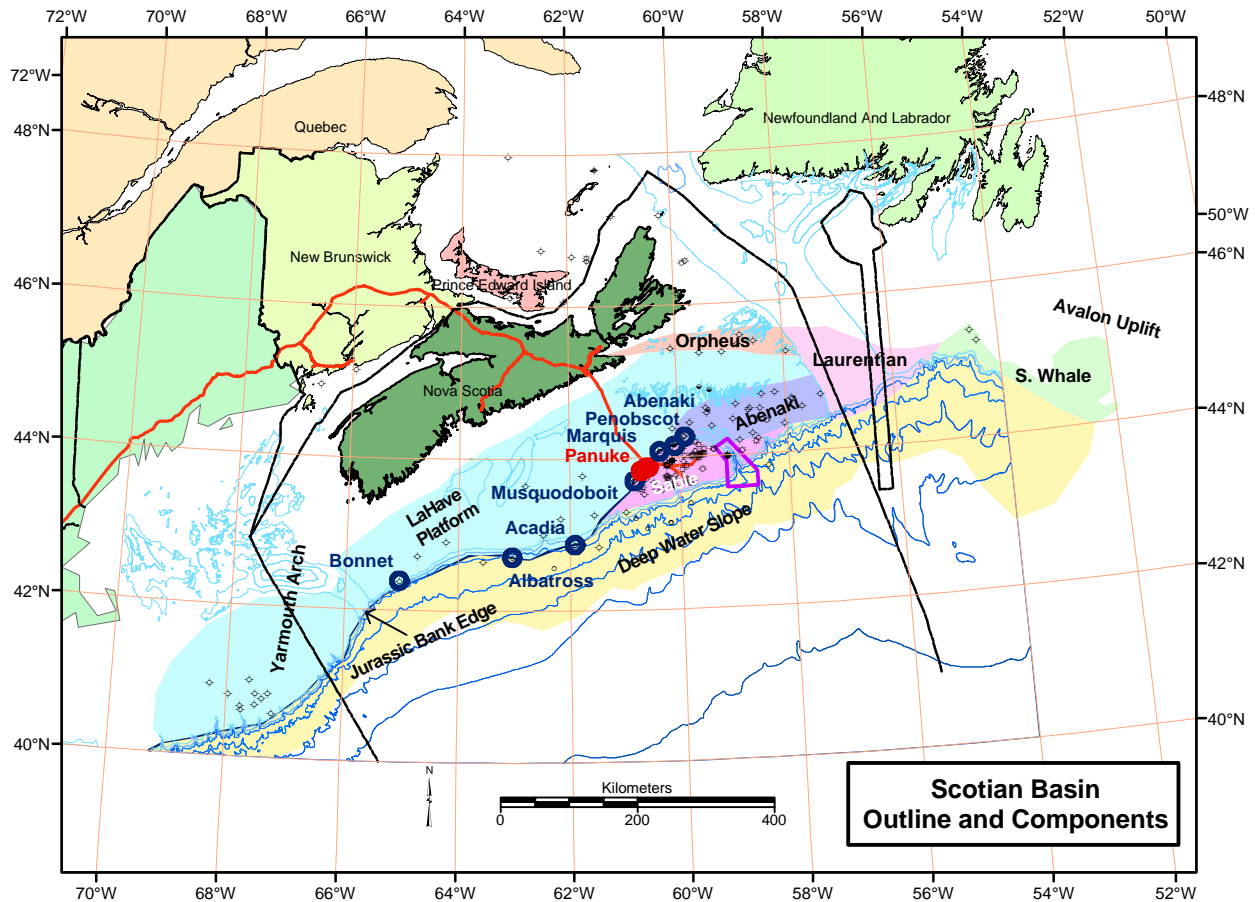 72°W 70°W 68°W 66°W 64°W 62°W 60°W 58°W 56°W 54°W 52°W 50°W
72°W
48°N
48°N
Quebec
Newfoundland And Labrador
50°W
New Brunswick
46°N
46°N
Prince Edward Island
Avalon Uplift
Orpheus
Laurentian
S. Whale
Nova Scotia
Abenaki
Penobscot
Abenaki
44°N
44°N
Marquis
Panuke
Sable
Musquodoboit
LaHave
Platform
Acadia
Deep Water Slope
Bonnet
Albatross
42°N
42°N
Yarmouth Arch
Jurassic Bank Edge
40°N
40°N
N
Kilometers
0 200 400
Scotian Basin
Outline and Components
70°W 68°W 66°W 64°W 62°W 60°W 58°W 56°W 54°W 52°W